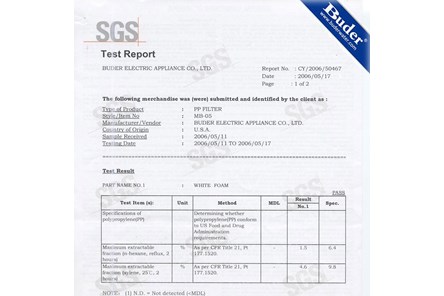 SGS
Buder
www.buderwater.com
Test Report
BUDER ELECTRIC APPLIANCE CO., LTD.
Report No. : CY/2006/50467
Date : 2006/05/17
Page : 1 of 2
The following merchandise was (were) submitted and identified by the client as :
Type of Product : PP FILTER
Style/Item No : MB-05
Manufacturer/Vendor : BUDER ELECTRIC APPLIANCE CO., LTD.
Country of Origin : U.S.A.
Sample Received : 2006/05/11
Testing Date : 2006/05/11 TO 2006/05/17
Test Result
PART NAME NO.1 : WHITE FOAM
PASS
Test Item (s): Unit Method MDL Result Spec.
No.1
Specifications of polypropylene(PP) - Determining whether
polypropylene(PP) conform
to US Food and Drug
Administration
requirements.
Maximum extractable
fraction (n-hexane, reflux, 2
hours) % As per CFR Title 21, Pt
177.1520. - 1.5 6.4
Maximum extractable
fraction (xylene, 25℃, 2
hours) % As per CFR Title 21, Pt
177.1520. - 4.6 9.8
NOTE: (1) N.D. = Not detected (<MDL)